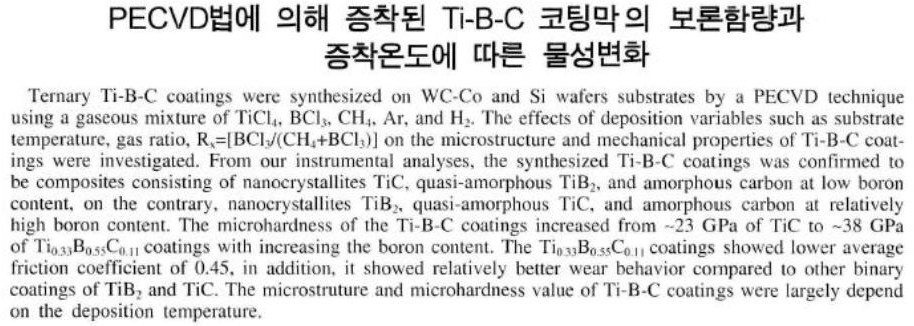 PECVD법에 의해 증착된 Ti-B-C 코팅막의 보론함량과
증착온도에 따른 물성변화
Ternary Ti-B-C coatings were synthesized on WC-Co and Si wafers substrates by a PECVD technique
using a gaseous mixture of TiCl₄, BCl₃, CH₄, Ar, and H₂. The effects of deposition variables such as substrate
temperature, gas ratio, Rₓ=[BCl₃/(CH₄+BCl₃)] on the microstructure and mechanical properties of Ti-B-C coat-
ings were investigated. From our instrumental analyses, the synthesized Ti-B-C coatings was confirmed to
be composites consisting of nanocrystallites TiC, quasi-amorphous TiB₂, and amorphous carbon at low boron
content, on the contrary, nanocrystallites TiB₂, quasi-amorphous TiC, and amorphous carbon at relatively
high boron content. The microhardness of the Ti-B-C coatings increased from ~23 GPa of TiC to ~38 GPa
of Ti₀.₃₃B₀.₅₅C₀.₁₁ coatings with increasing the boron content. The Ti₀.₃₃B₀.₅₅C₀.₁₁ coatings showed lower average
friction coefficient of 0.45, in addition, it showed relatively better wear behavior compared to other binary
coatings of TiB₂ and TiC. The microstruture and microhardness value of Ti-B-C coatings were largely depend
on the deposition temperature.